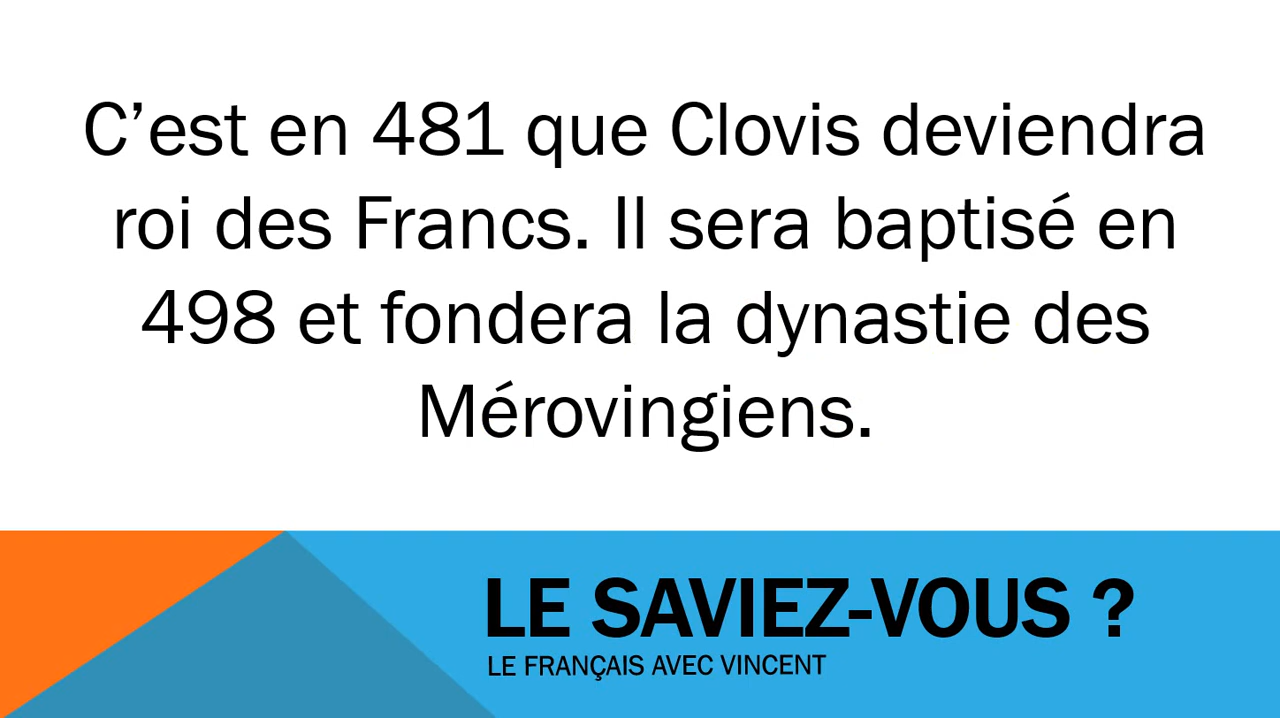 C’est en 481 que Clovis deviendra
roi des Francs. Il sera baptisé en
498 et fondera la dynastie des
Mérovingiens.
LE SAVIEZ-VOUS ?
LE FRANÇAIS AVEC VINCENT